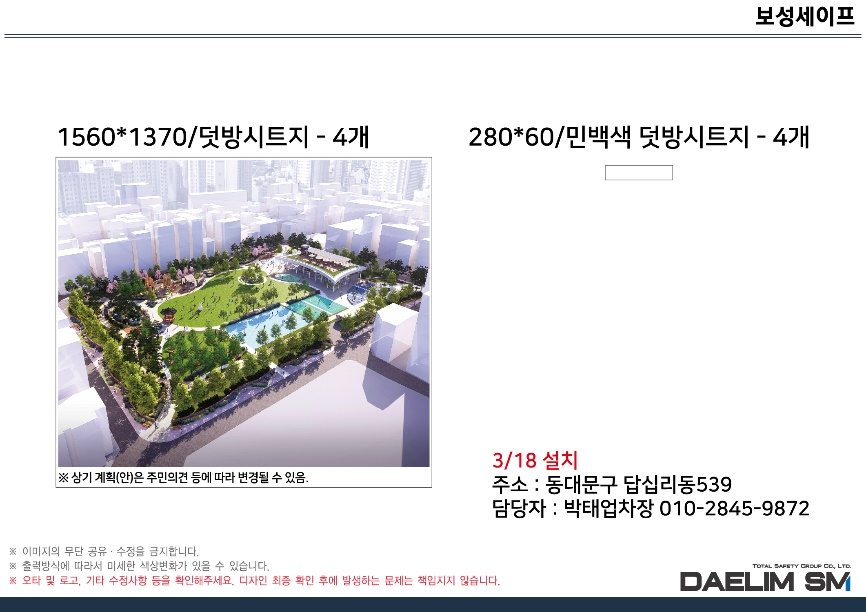 보성세이프
1560*1370/덧방시트지 - 4개
280*60/민백색 덧방시트지 - 4개
※ 상기 계획(안)은 주민의견 등에 따라 변경될 수 있음.
3/18 설치
주소 : 동대문구 답십리동539
담당자 : 박태업차장 010-2845-9872
※ 이미지의 무단 공유 · 수정을 금지합니다.
※ 출력방식에 따라서 미세한 색상변화가 있을 수 있습니다.
※ 오타 및 로고, 기타 수정사항 등을 확인해주세요. 디자인 최종 확인 후에 발생하는 문제는 책임지지 않습니다.
TOTAL SAFETY GROUP CO., LTD.
DAELIM SM